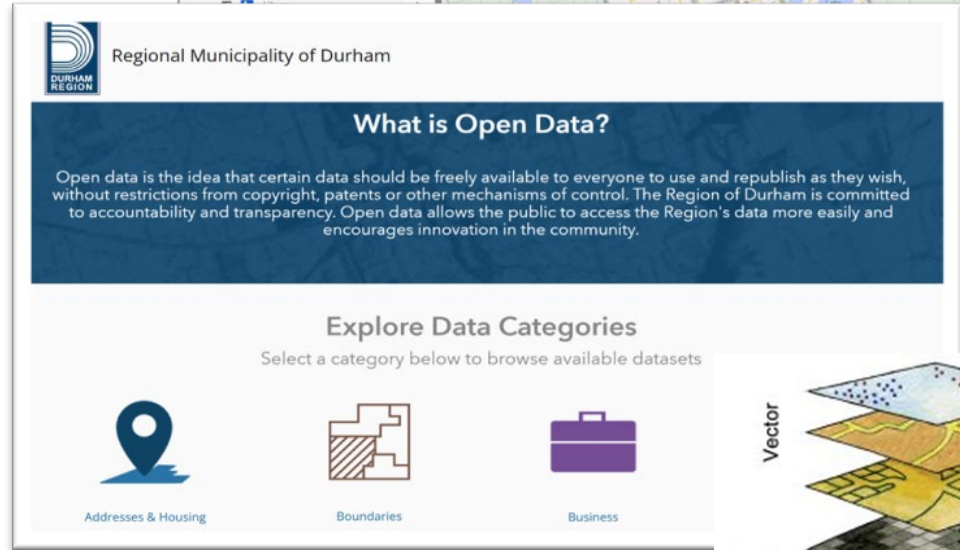 DURHAM
REGION
Regional Municipality of Durham
What is Open Data?
Open data is the idea that certain data should be freely available to everyone to use and republish as they wish,
without restrictions from copyright, patents or other mechanisms of control. The Region of Durham is committed
to accountability and transparency. Open data allows the public to access the Region's data more easily and
encourages innovation in the community.
Explore Data Categories
Select a category below to browse available datasets
Addresses & Housing
Boundaries
Business
Vector